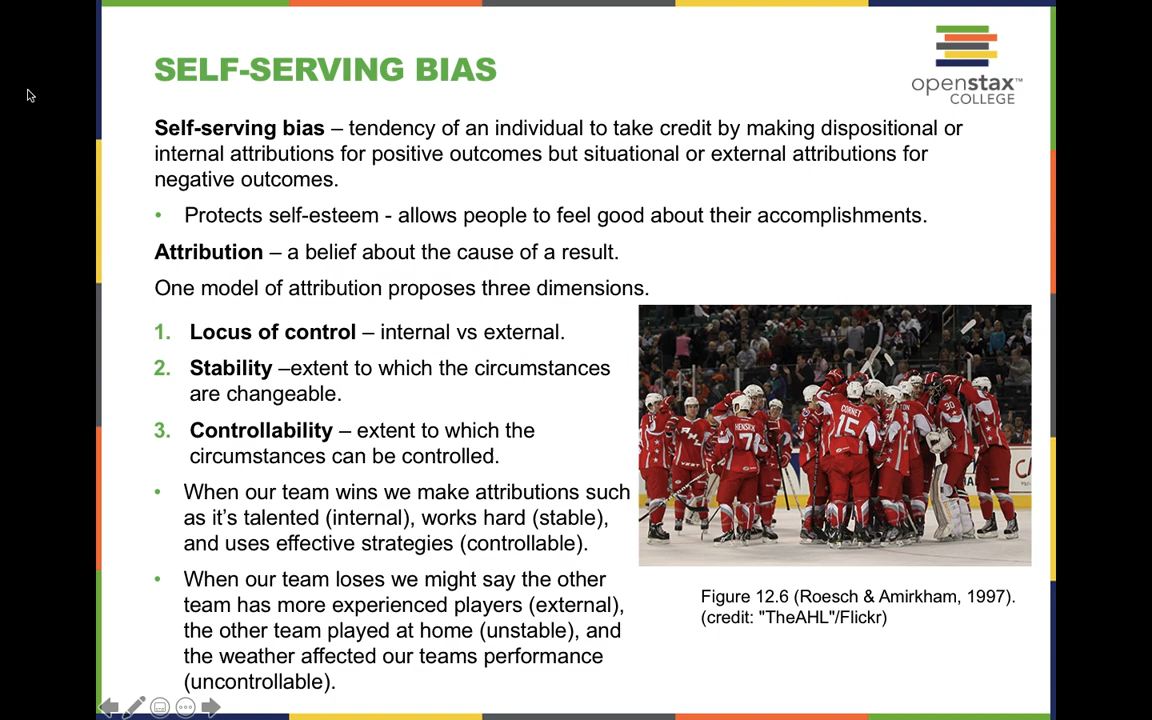 SELF-SERVING BIAS
openstax™
COLLEGE
Self-serving bias – tendency of an individual to take credit by making dispositional or
internal attributions for positive outcomes but situational or external attributions for
negative outcomes.
• Protects self-esteem - allows people to feel good about their accomplishments.
Attribution – a belief about the cause of a result.
One model of attribution proposes three dimensions.
1. Locus of control – internal vs external.
2. Stability –extent to which the circumstances
are changeable.
3. Controllability – extent to which the
circumstances can be controlled.
• When our team wins we make attributions such
as it’s talented (internal), works hard (stable),
and uses effective strategies (controllable).
• When our team loses we might say the other
team has more experienced players (external),
the other team played at home (unstable), and
the weather affected our teams performance
(uncontrollable).
CORNET
15
HENSICK
7
30
Figure 12.6 (Roesch & Amirkham, 1997).
(credit: "TheAHL"/Flickr)